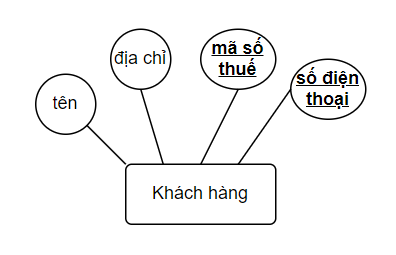 tên
địa chỉ
mã số
thuế
số điện
thoại
Khách hàng